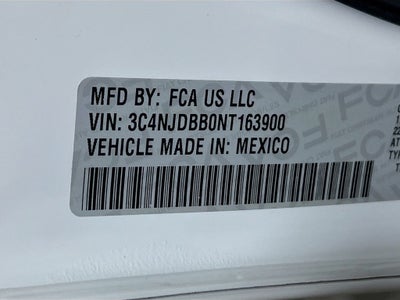 MFD BY: FCA US LLC
VIN: 3C4NJDBB0NT163900
VEHICLE MADE IN: MEXICO